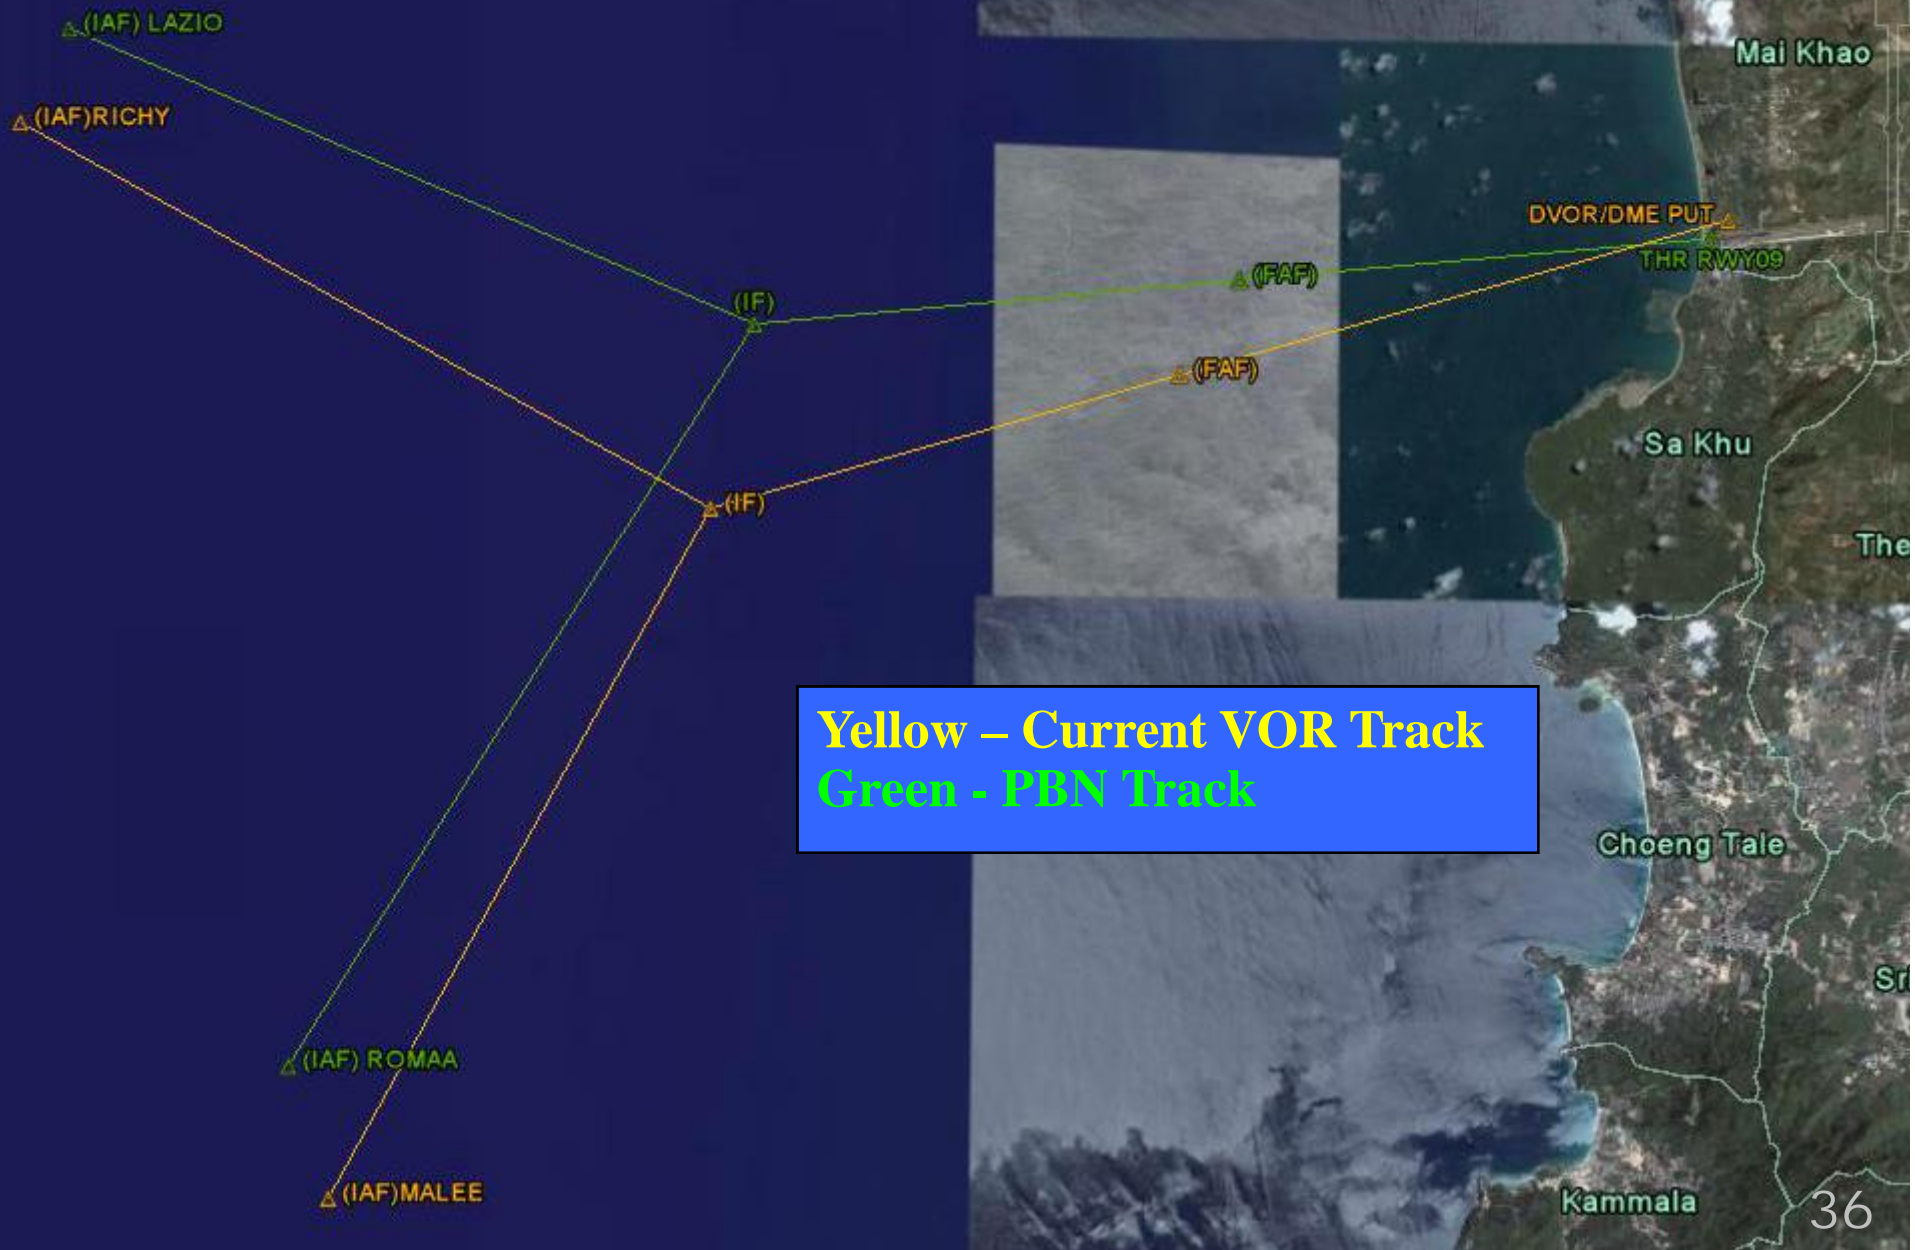 (IAF) LAZIO
Mai Khao
(IAF)RICHY
DVOR/DME PUT
THR RWY09
(FAF)
(IF)
(FAF)
Sa Khu
(IF)
The
Yellow – Current VOR Track
Green - PBN Track
Choeng Tale
Sri
(IAF) ROMAA
(IAF)MALEE
Kammala
36